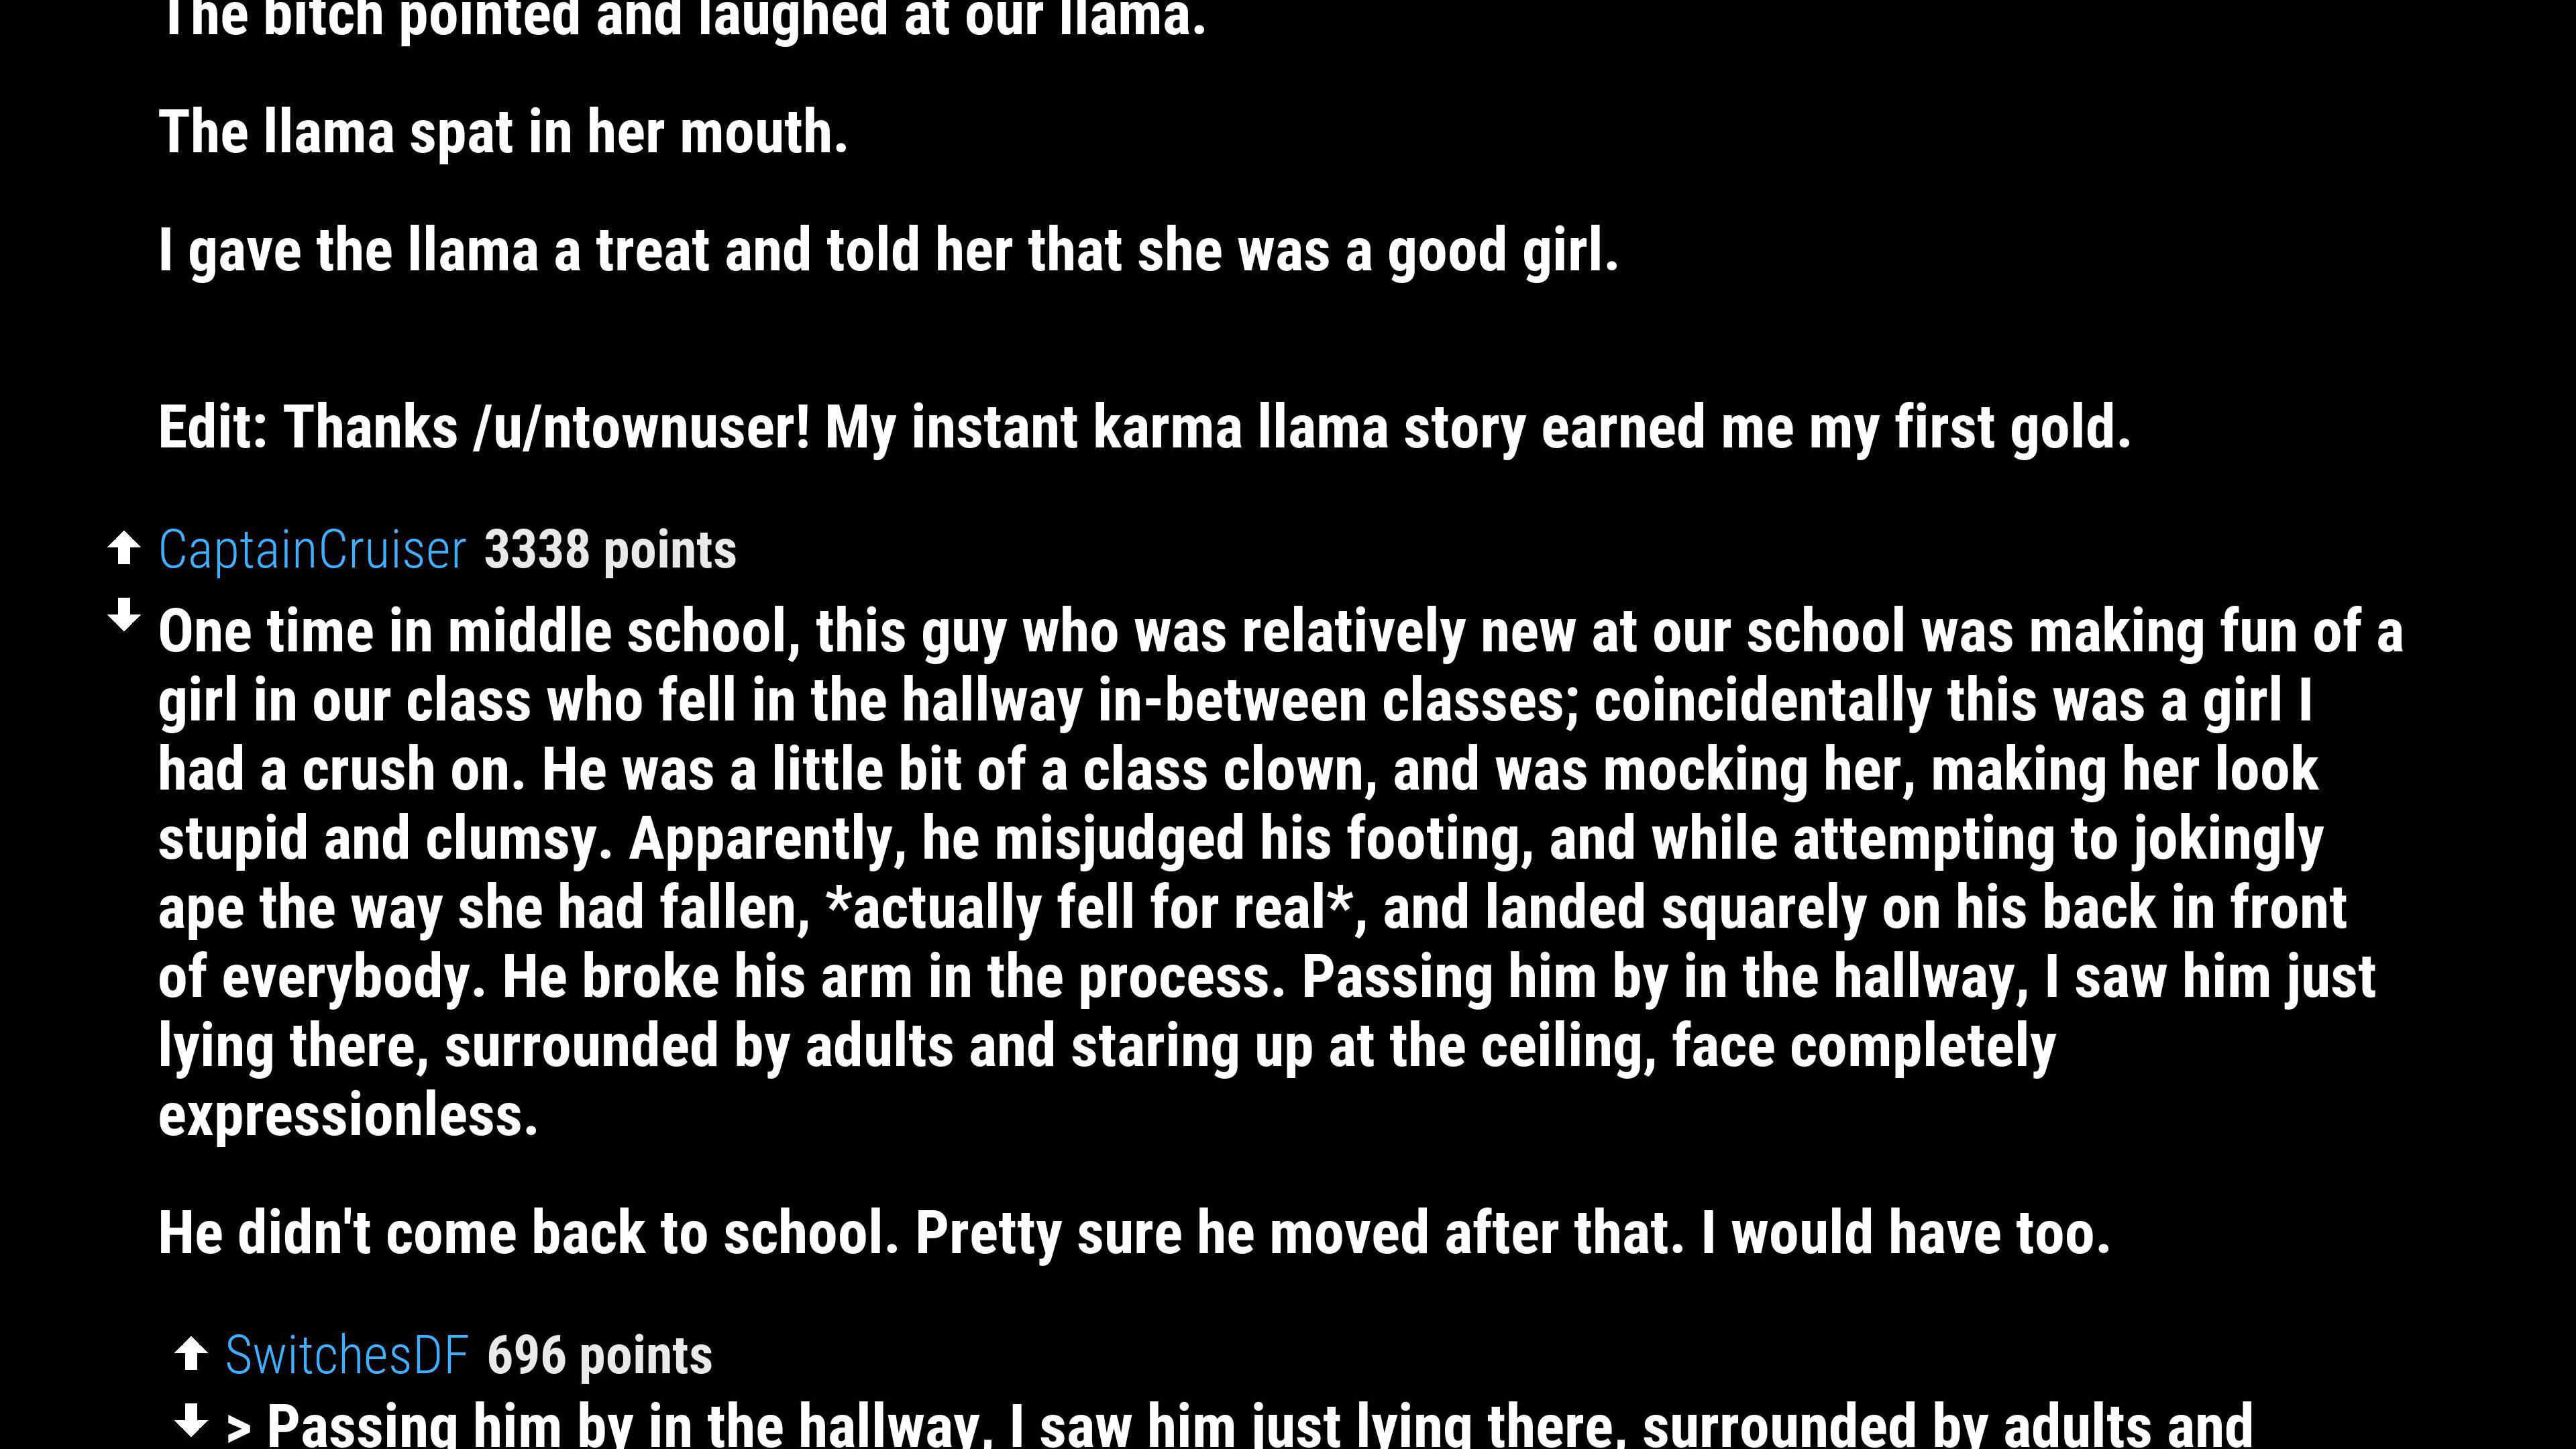 The bitch pointed and laughed at our llama.
The llama spat in her mouth.
I gave the llama a treat and told her that she was a good girl.
Edit: Thanks /u/ntownuser! My instant karma llama story earned me my first gold.
CaptainCruiser 3338 points
One time in middle school, this guy who was relatively new at our school was making fun of a
girl in our class who fell in the hallway in-between classes; coincidentally this was a girl I
had a crush on. He was a little bit of a class clown, and was mocking her, making her look
stupid and clumsy. Apparently, he misjudged his footing, and while attempting to jokingly
ape the way she had fallen, *actually fell for real*, and landed squarely on his back in front
of everybody. He broke his arm in the process. Passing him by in the hallway, I saw him just
lying there, surrounded by adults and staring up at the ceiling, face completely
expressionless.
He didn't come back to school. Pretty sure he moved after that. I would have too.
SwitchesDF 696 points
> Passing him by in the hallway, I saw him just lying there, surrounded by adults and